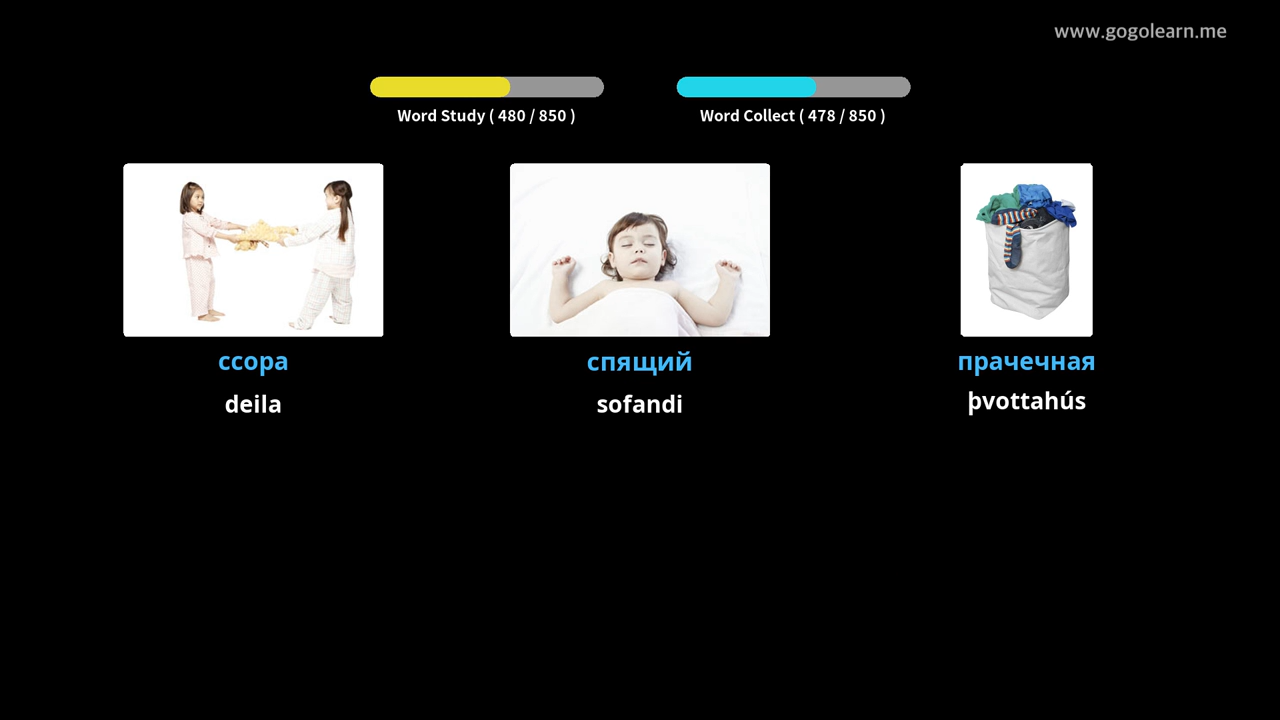 www.gogolearn.me
Word Study ( 480 / 850 )
Word Collect ( 478 / 850 )
ссора
спящий
прачечная
deila
sofandi
þvottahús